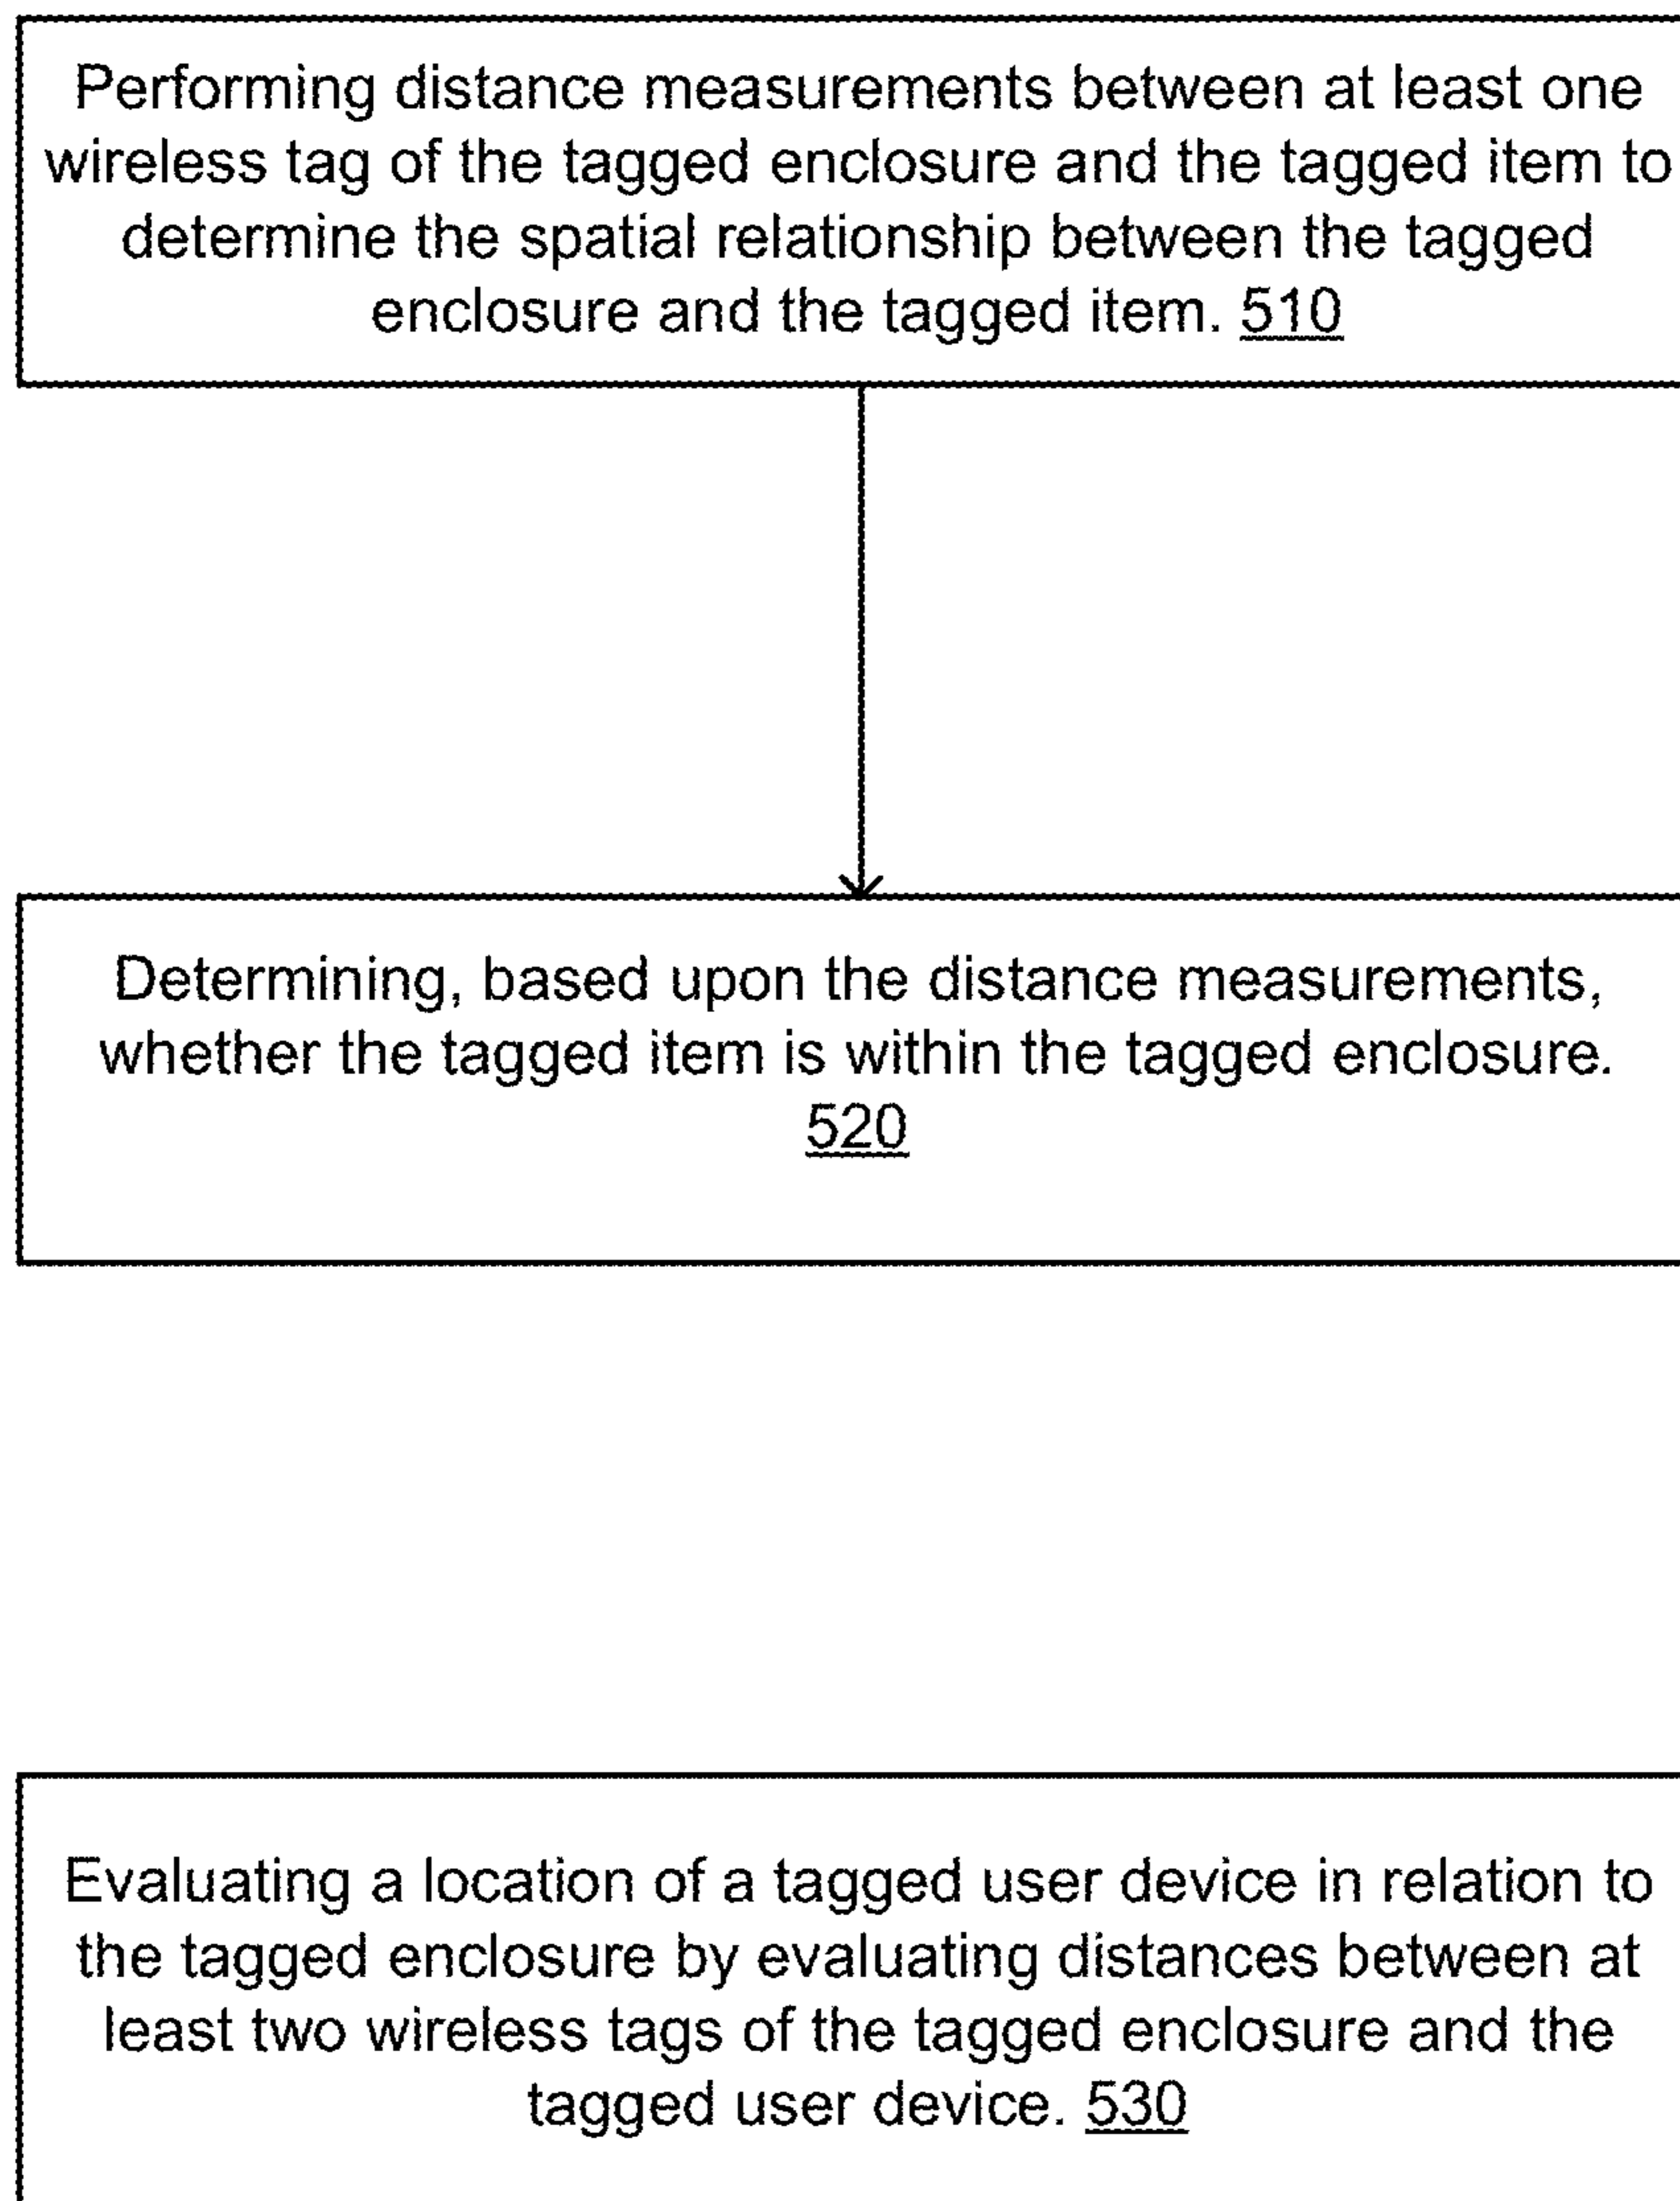 Performing distance measurements between at least one
wireless tag of the tagged enclosure and the tagged item to
determine the spatial relationship between the tagged
enclosure and the tagged item. 510
Determining, based upon the distance measurements,
whether the tagged item is within the tagged enclosure.
520
Evaluating a location of a tagged user device in relation to
the tagged enclosure by evaluating distances between at
least two wireless tags of the tagged enclosure and the
tagged user device. 530